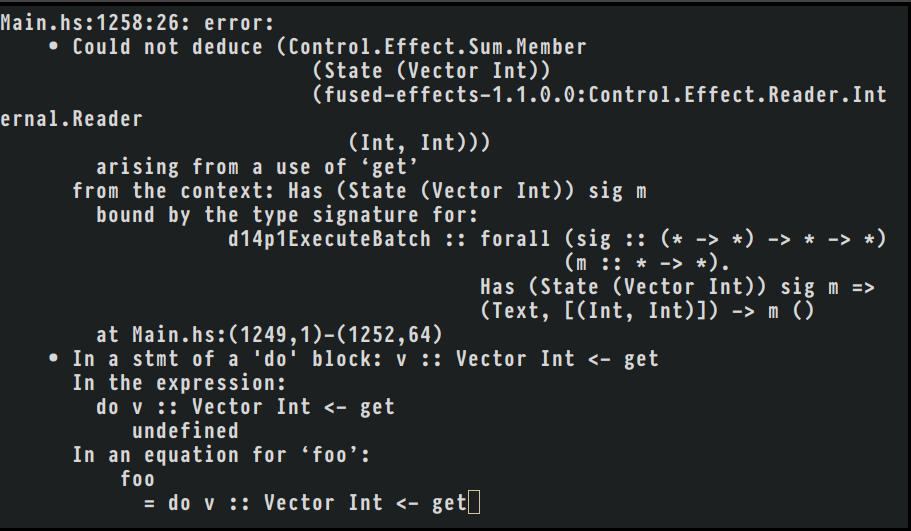 Main.hs:1258:26: error:
    • Could not deduce (Control.Effect.Sum.Member
                          (State (Vector Int))
                          (fused-effects-1.1.0.0:Control.Effect.Reader.Int
ernal.Reader
                             (Int, Int)))
        arising from a use of ‘get’
      from the context: Has (State (Vector Int)) sig m
        bound by the type signature for:
                   d14p1ExecuteBatch :: forall (sig :: (* -> *) -> * -> *)
                                               (m :: * -> *).
                                        Has (State (Vector Int)) sig m =>
                                        (Text, [(Int, Int)]) -> m ()
        at Main.hs:(1249,1)-(1252,64)
    • In a stmt of a 'do' block: v :: Vector Int <- get
      In the expression:
        do v :: Vector Int <- get
           undefined
      In an equation for ‘foo’:
          foo
            = do v :: Vector Int <- get